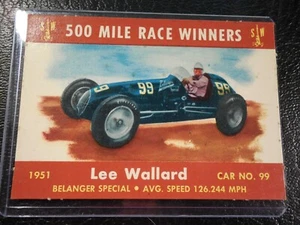 500 MILE RACE WINNERS
99
99
1951
Lee Wallard
CAR NO. 99
BELANGER SPECIAL • AVG. SPEED 126.244 MPH